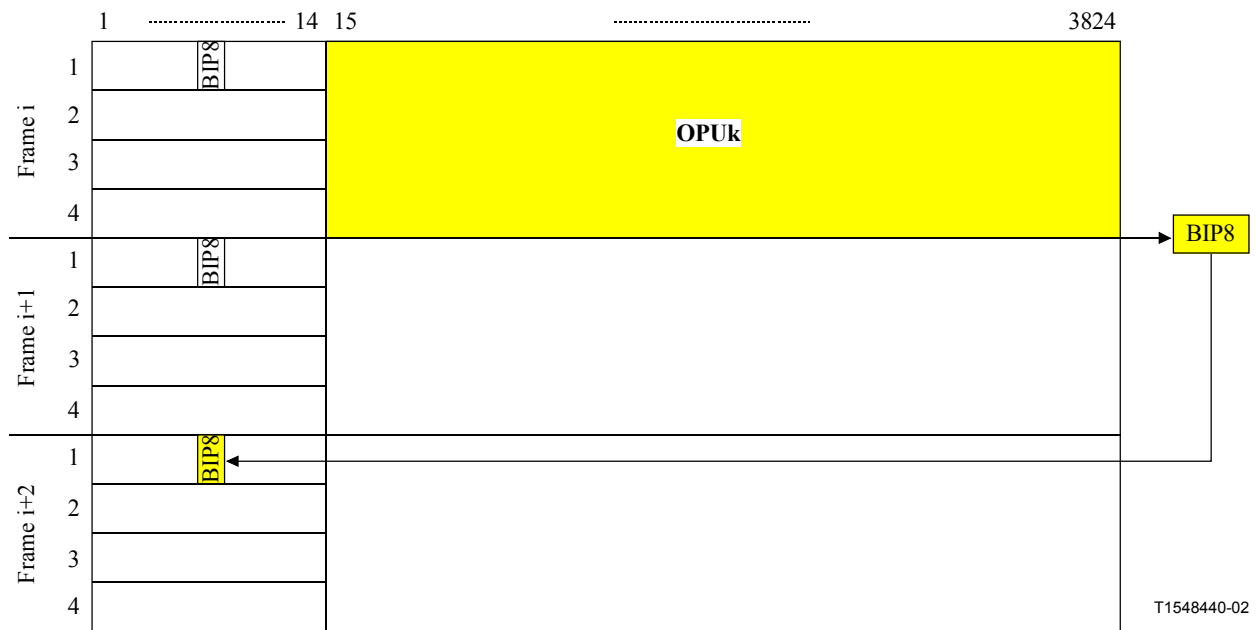 1 14 15 3824
Frame i
1 BIP8
2
3
4
OPUk
BIP8
Frame i+1
1 BIP8
2
3
4
Frame i+2
1 BIP8
2
3
4
T1548440-02